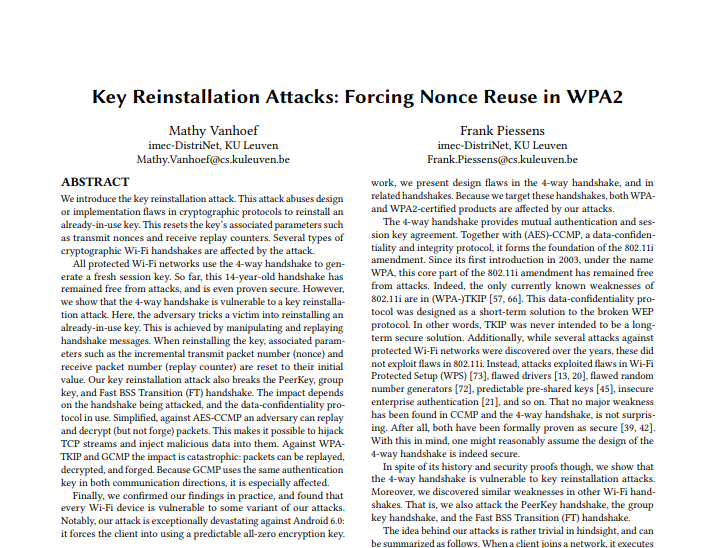 Key Reinstallation Attacks: Forcing Nonce Reuse in WPA2
Mathy Vanhoef
imec-DistriNet, KU Leuven
Mathy.Vanhoef@cs.kuleuven.be
Frank Piessens
imec-DistriNet, KU Leuven
Frank.Piessens@cs.kuleuven.be
ABSTRACT
We introduce the key reinstallation attack. This attack abuses design
or implementation flaws in cryptographic protocols to reinstall an
already-in-use key. This resets the key's associated parameters such
as transmit nonces and receive replay counters. Several types of
cryptographic Wi-Fi handshakes are affected by the attack.
All protected Wi-Fi networks use the 4-way handshake to gen-
erate a fresh session key. So far, this 14-year-old handshake has
remained free from attacks, and is even proven secure. However,
we show that the 4-way handshake is vulnerable to a key reinstalla-
tion attack. Here, the adversary tricks a victim into reinstalling an
already-in-use key. This is achieved by manipulating and replaying
handshake messages. When reinstalling the key, associated param-
eters such as the incremental transmit packet number (nonce) and
receive packet number (replay counter) are reset to their initial
value. Our key reinstallation attack also breaks the PeerKey, group
key, and Fast BSS Transition (FT) handshake. The impact depends
on the handshake being attacked, and the data-confidentiality pro-
tocol in use. Simplified, against AES-CCMP an adversary can replay
and decrypt (but not forge) packets. This makes it possible to hijack
TCP streams and inject malicious data into them. Against WPA-
TKIP and GCMP the impact is catastrophic: packets can be replayed,
decrypted, and forged. Because GCMP uses the same authentication
key in both communication directions, it is especially affected.
Finally, we confirmed our findings in practice, and found that
every Wi-Fi device is vulnerable to some variant of our attacks.
Notably, our attack is exceptionally devastating against Android 6.0:
it forces the client into using a predictable all-zero encryption key.
work, we present design flaws in the 4-way handshake, and in
related handshakes. Because we target these handshakes, both WPA-
and WPA2-certified products are affected by our attacks.
The 4-way handshake provides mutual authentication and ses-
sion key agreement. Together with (AES)-CCMP, a data-confiden-
tiality and integrity protocol, it forms the foundation of the 802.11i
amendment. Since its first introduction in 2003, under the name
WPA, this core part of the 802.11i amendment has remained free
from attacks. Indeed, the only currently known weaknesses of
802.11i are in (WPA-)TKIP [57, 66]. This data-confidentiality pro-
tocol was designed as a short-term solution to the broken WEP
protocol. In other words, TKIP was never intended to be a long-
term secure solution. Additionally, while several attacks against
protected Wi-Fi networks were discovered over the years, these did
not exploit flaws in 802.11i. Instead, attacks exploited flaws in Wi-Fi
Protected Setup (WPS) [73], flawed drivers [13, 20], flawed random
number generators [72], predictable pre-shared keys [45], insecure
enterprise authentication [21], and so on. That no major weakness
has been found in CCMP and the 4-way handshake, is not surpris-
ing. After all, both have been formally proven as secure [39, 42].
With this in mind, one might reasonably assume the design of the
4-way handshake is indeed secure.
In spite of its history and security proofs though, we show that
the 4-way handshake is vulnerable to key reinstallation attacks.
Moreover, we discovered similar weaknesses in other Wi-Fi hand-
shakes. That is, we also attack the PeerKey handshake, the group
key handshake, and the Fast BSS Transition (FT) handshake.
The idea behind our attacks is rather trivial in hindsight, and can
be summarized as follows. When a client joins a network, it executes